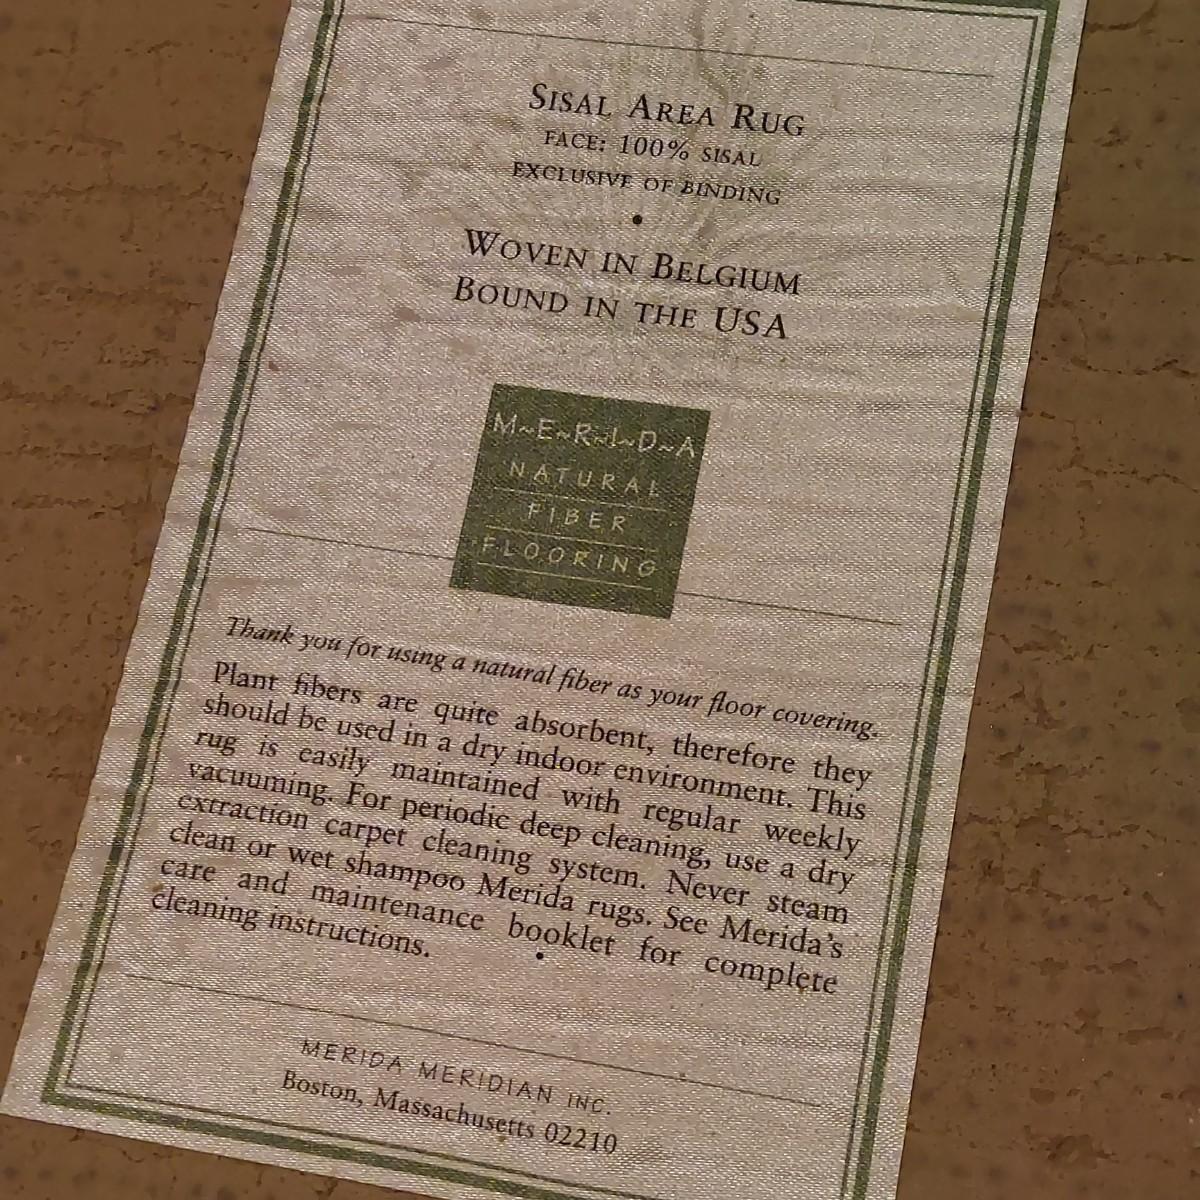 SISAL AREA RUG
FACE: 100% SISAL
EXCLUSIVE OF BINDING
•
WOVEN IN BELGIUM
BOUND IN THE USA
M~E~R~I~D~A
NATURAL
FIBER
FLOORING
Thank you for using a natural fiber as your floor covering.
Plant fibers are quite absorbent, therefore they
should be used in a dry indoor environment. This
rug is easily maintained with regular weekly
vacuuming. For periodic deep cleaning, use a dry
extraction carpet cleaning system. Never steam
clean or wet shampoo Merida rugs. See Merida's
care and maintenance booklet for complete
cleaning instructions.
•
MERIDA MERIDIAN INC.
Boston, Massachusetts 02210